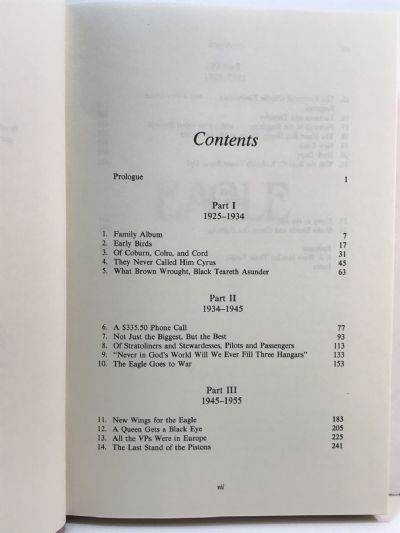 Contents
Prologue 1
Part I
1925-1934
1. Family Album 7
2. Early Birds 17
3. Of Coburn, Cohu, and Cord 31
4. They Never Called Him Cyrus 45
5. What Brown Wrought, Black Teareth Asunder 63
Part II
1934-1945
6. A $335.50 Phone Call 77
7. Not Just the Biggest, But the Best 93
8. Of Stratoliners and Stewardesses, Pilots and Passengers 113
9. "Never in God's World Will We Ever Fill Three Hangars" 133
10. The Eagle Goes to War 153
Part III
1945-1955
11. New Wings for the Eagle 183
12. A Queen Gets a Black Eye 205
13. All the VPs Were in Europe 225
14. The Last Stand of the Pistons 241
vii